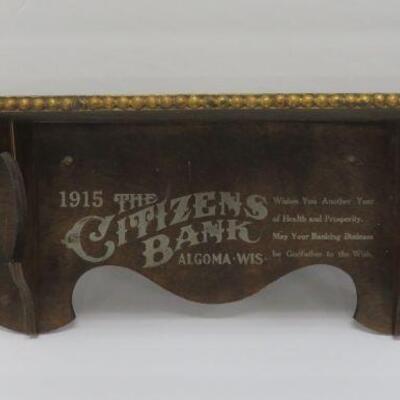 1915 THE
CITIZENS
BANK
ALGOMA·WIS·
Wishes You Another Year
of Health and Prosperity.
May Your Banking Business
be Godfather to the Wish.